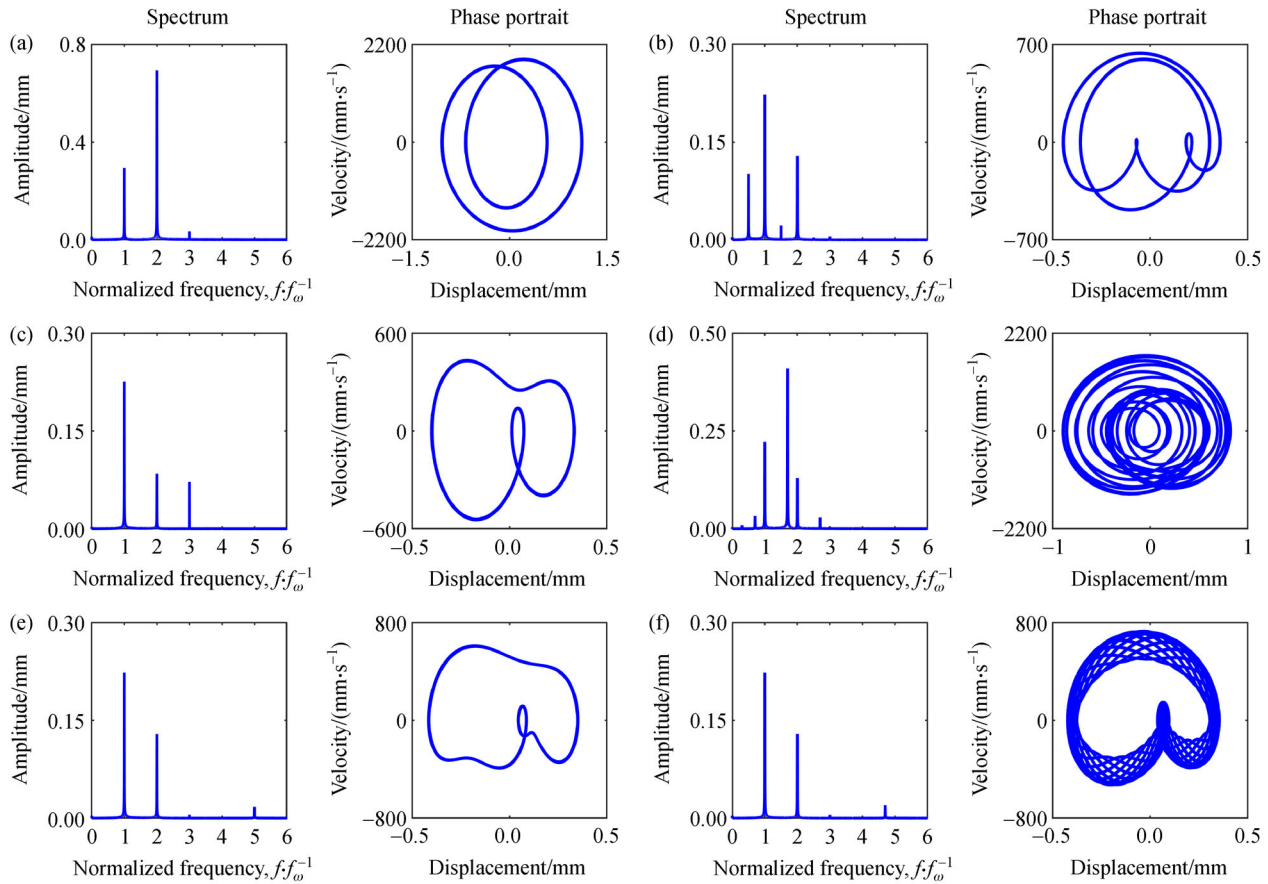 Spectrum Phase portrait Spectrum Phase portrait
(a) 0.8 0.4 0.0 Amplitude/mm
0 1 2 3 4 5 6
Normalized frequency, f·f_ω^−1
2200 0 −2200 Velocity/(mm·s^−1)
−1.5 0.0 1.5
Displacement/mm
(b) 0.30 0.15 0.00 Amplitude/mm
0 1 2 3 4 5 6
Normalized frequency, f·f_ω^−1
700 0 −700 Velocity/(mm·s^−1)
−0.5 0 0.5
Displacement/mm
(c) 0.30 0.15 0.00 Amplitude/mm
0 1 2 3 4 5 6
Normalized frequency, f·f_ω^−1
600 0 −600 Velocity/(mm·s^−1)
−0.5 0.0 0.5
Displacement/mm
(d) 0.50 0.25 0.00 Amplitude/mm
0 1 2 3 4 5 6
Normalized frequency, f·f_ω^−1
2200 0 −2200 Velocity/(mm·s^−1)
−1 0 1
Displacement/mm
(e) 0.30 0.15 0.00 Amplitude/mm
0 1 2 3 4 5 6
Normalized frequency, f·f_ω^−1
800 0 −800 Velocity/(mm·s^−1)
−0.5 0.0 0.5
Displacement/mm
(f) 0.30 0.15 0.00 Amplitude/mm
0 1 2 3 4 5 6
Normalized frequency, f·f_ω^−1
800 0 −800 Velocity/(mm·s^−1)
−0.5 0.0 0.5
Displacement/mm